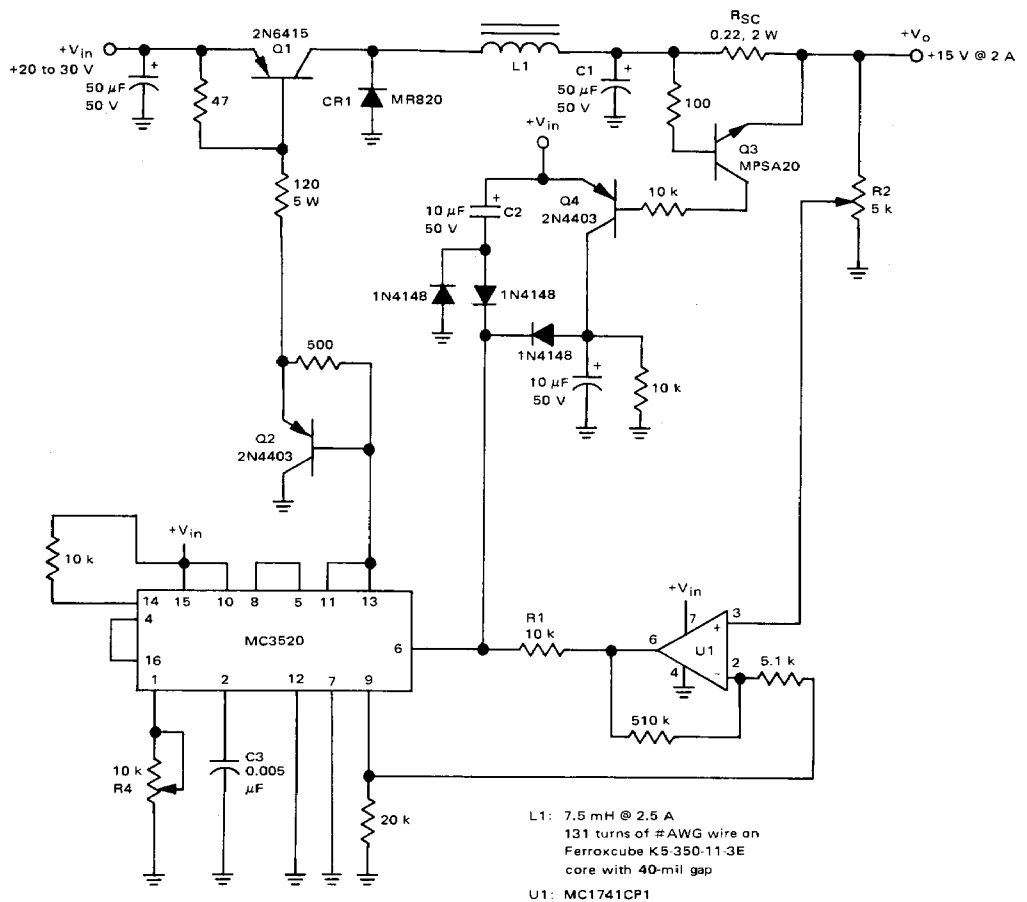 +Vin
+20 to 30 V
50 µF
50 V
47
2N6415
Q1
CR1
MR820
L1
C1
50 µF
50 V
RSC
0.22, 2 W
+Vo
+15 V @ 2 A
100
Q3
MPSA20
R2
5 k
120
5 W
+Vin
10 µF
50 V
C2
Q4
2N4403
10 k
1N4148
1N4148
1N4148
10 µF
50 V
10 k
500
Q2
2N4403
+Vin
10 k
14
15
10
8
5
11
13
4
16
MC3520
6
1
2
12
7
9
10 k
R4
C3
0.005
µF
20 k
R1
10 k
+Vin
7
6
U1
4
3
+
2
-
5.1 k
510 k
L1: 7.5 mH @ 2.5 A
131 turns of #AWG wire on
Ferroxcube K5-350-11-3E
core with 40-mil gap
U1: MC1741CP1